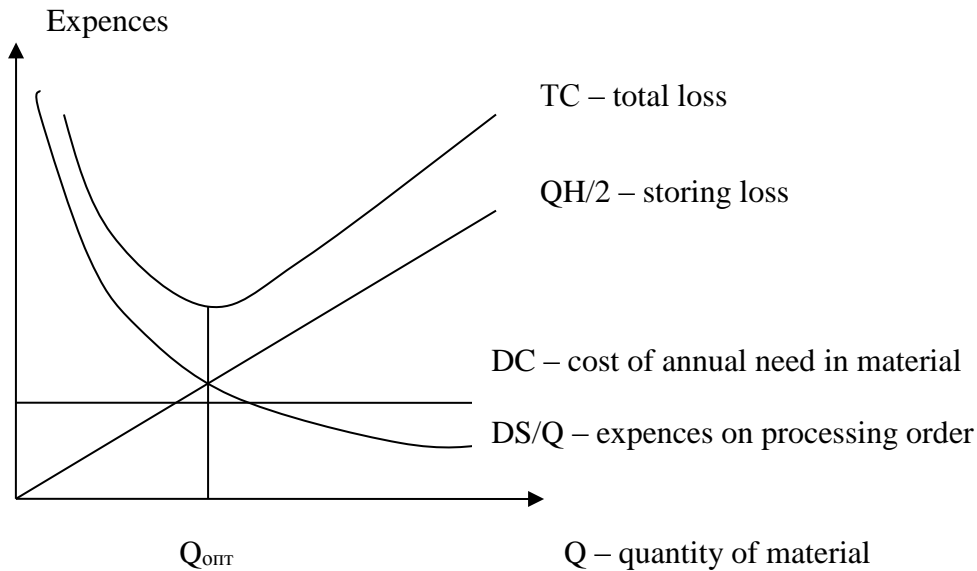 Expences
TC – total loss
QH/2 – storing loss
DC – cost of annual need in material
DS/Q – expences on processing order
Qопт
Q – quantity of material